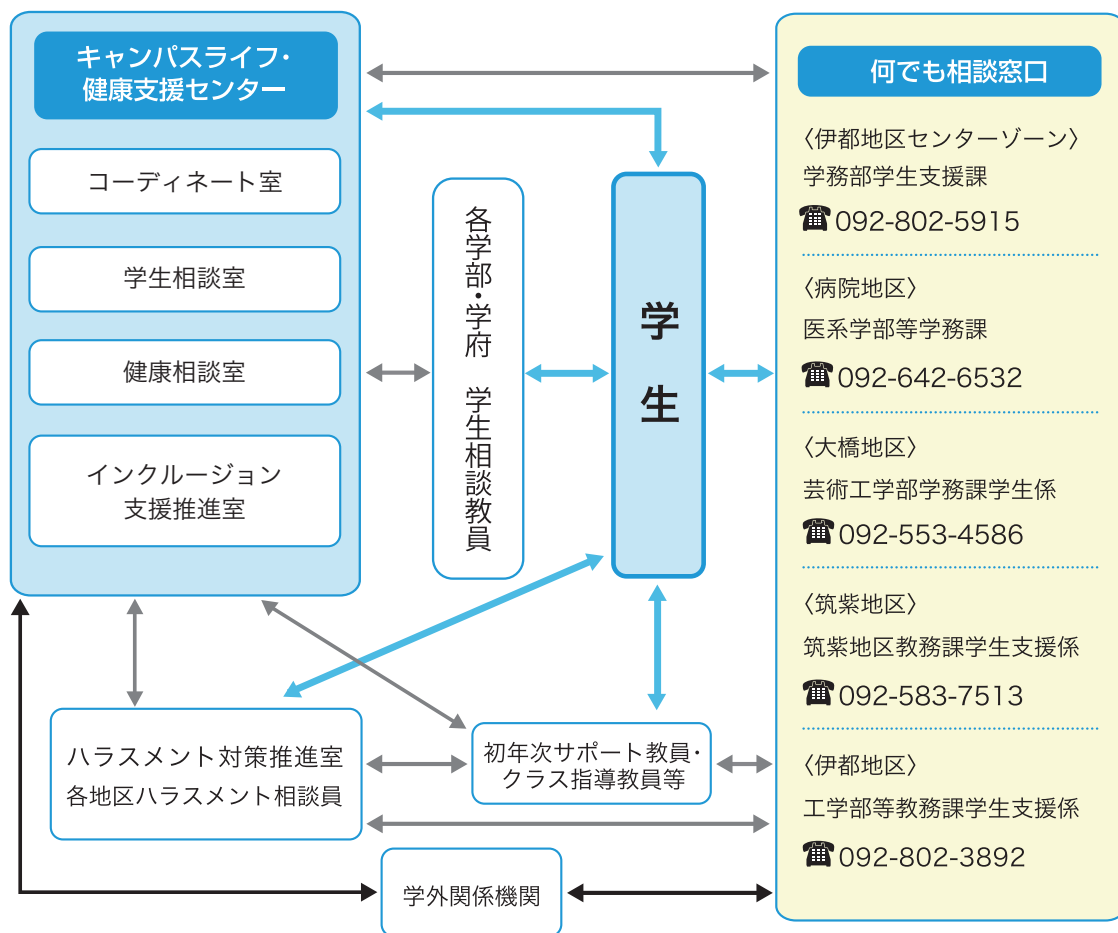 キャンパスライフ・
健康支援センター
コーディネート室
学生相談室
健康相談室
インクルージョン
支援推進室
各学部・学府　学生相談教員
学生
何でも相談窓口
〈伊都地区センターゾーン〉
学務部学生支援課
☎092-802-5915
〈病院地区〉
医系学部等学務課
☎092-642-6532
〈大橋地区〉
芸術工学部学務課学生係
☎092-553-4586
〈筑紫地区〉
筑紫地区教務課学生支援係
☎092-583-7513
〈伊都地区〉
工学部等教務課学生支援係
☎092-802-3892
ハラスメント対策推進室
各地区ハラスメント相談員
初年次サポート教員・
クラス指導教員等
学外関係機関